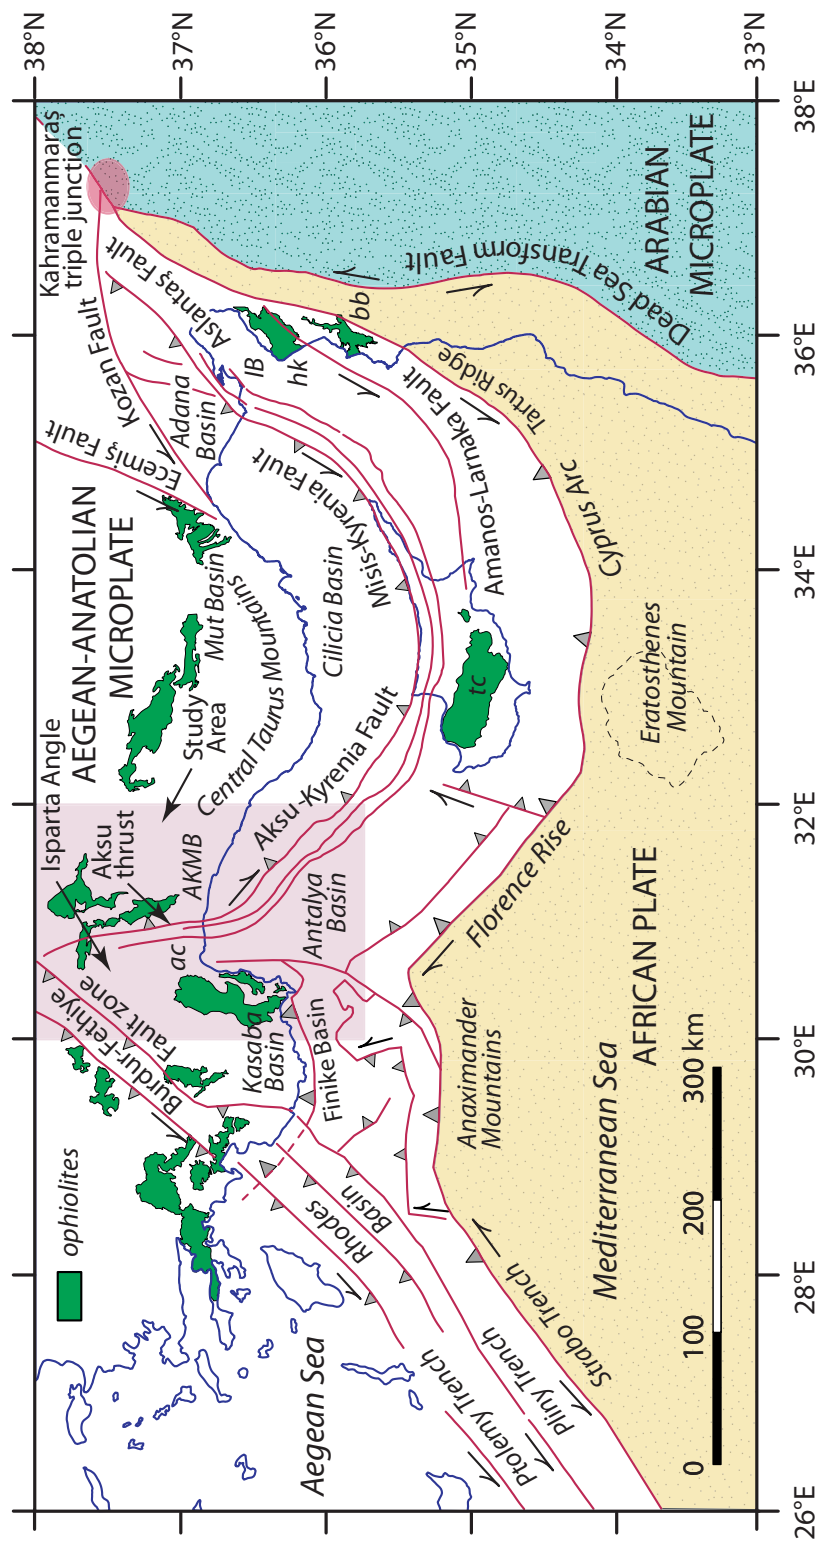 38°N
37°N
36°N
35°N
34°N
33°N
26°E
28°E
30°E
32°E
34°E
36°E
38°E
ophiolites
Isparta Angle
AEGEAN-ANATOLIAN
MICROPLATE
Kahramanmaraş
triple junction
Ecemiş Fault
Kozan Fault
Aslantaş Fault
Adana
Basin
IB
hk
bb
Dead Sea Transform Fault
ARABIAN
MICROPLATE
Burdur-Fethiye
Fault zone
Aksu
thrust
Study
Area
AKMB
ac
Mut Basin
Central Taurus Mountains
Cilicia Basin
Misis-Kyrenia Fault
Aksu-Kyrenia Fault
Amanos-Larnaka Fault
Tartus Ridge
Cyprus Arc
tc
Kasaba
Basin
Finike Basin
Antalya
Basin
Rhodes
Basin
Aegean Sea
Ptolemy Trench
Pliny Trench
Strabo Trench
Anaximander
Mountains
Florence Rise
Eratosthenes
Mountain
Mediterranean Sea
AFRICAN PLATE
0
100
200
300 km